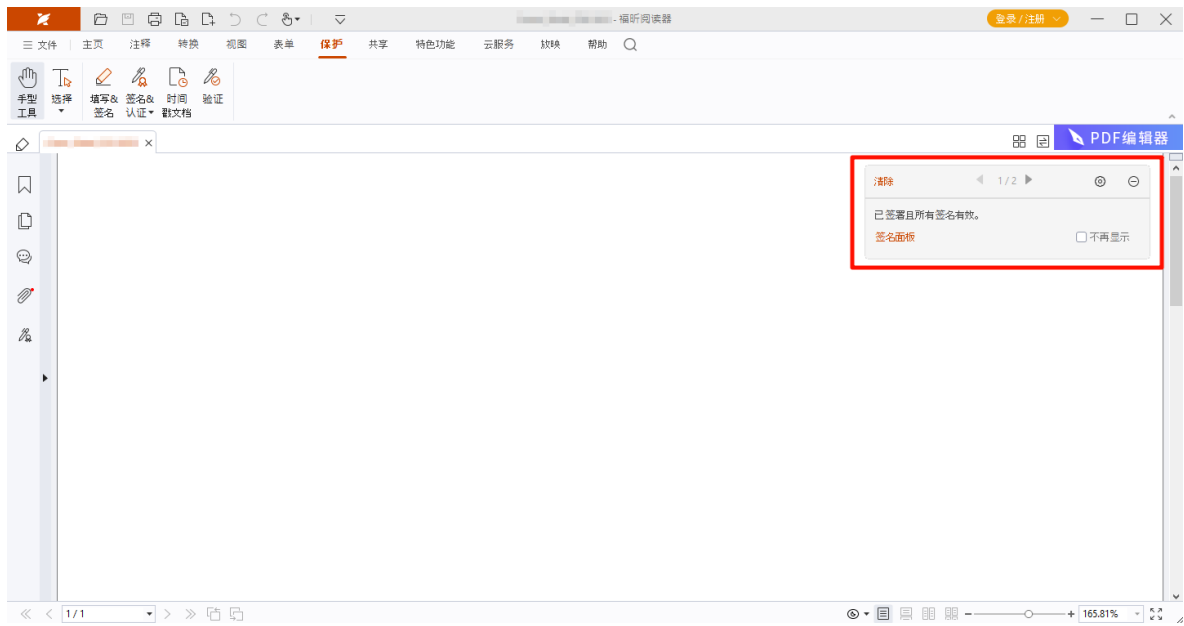 - 福昕阅读器
登录/注册
三 文件 主页 注释 转换 视图 表单 保护 共享 特色功能 云服务 放映 帮助
手型工具
选择
填写&签名
签名&认证
时间戳文档
验证
PDF编辑器
清除 1/2
已签署且所有签名有效。
签名面板 不再显示
1/1
165.81%